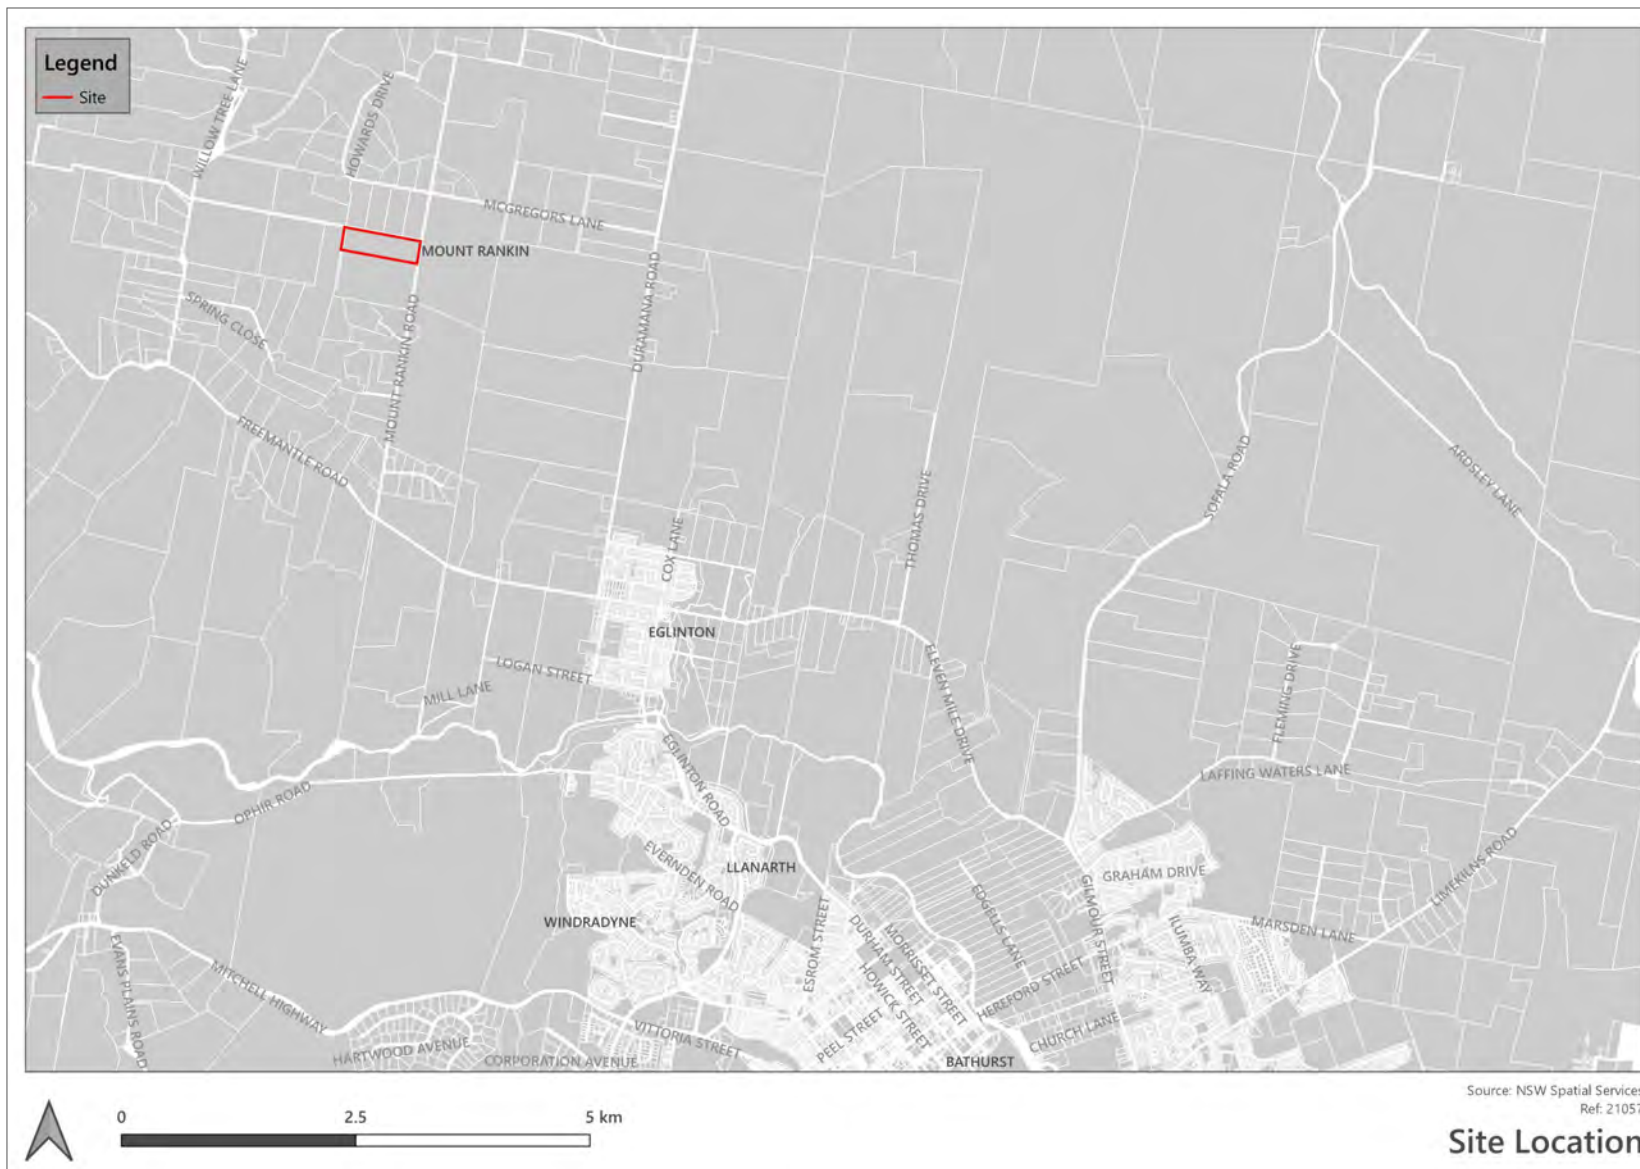 Legend
Site
WILLOW TREE LANE
HOWARDS DRIVE
MCGREGORS LANE
MOUNT RANKIN
SPRING CLOSE
MOUNT RANKIN ROAD
DURAMANA ROAD
FREEMANTLE ROAD
COX LANE
THOMAS DRIVE
SOFALA ROAD
ARDSLEY LANE
EGLINTON
LOGAN STREET
MILL LANE
ELEVEN MILE DRIVE
FLEMING DRIVE
LAFFING WATERS LANE
EGLINTON ROAD
OPHIR ROAD
DUNKELD ROAD
EVERNDEN ROAD
LLANARTH
GRAHAM DRIVE
LIMEKILNS ROAD
WINDRADYNE
ESROM STREET
DURHAM STREET
MORRISSET STREET
HOWICK STREET
EDGELLS LANE
GILMOUR STREET
ILUMBA WAY
MARSDEN LANE
EVANS PLAINS ROAD
MITCHELL HIGHWAY
HEREFORD STREET
HARTWOOD AVENUE
CORPORATION AVENUE
VITTORIA STREET
PEEL STREET
CHURCH LANE
BATHURST
0 2.5 5 km
Source: NSW Spatial Services
Ref: 21057
Site Location